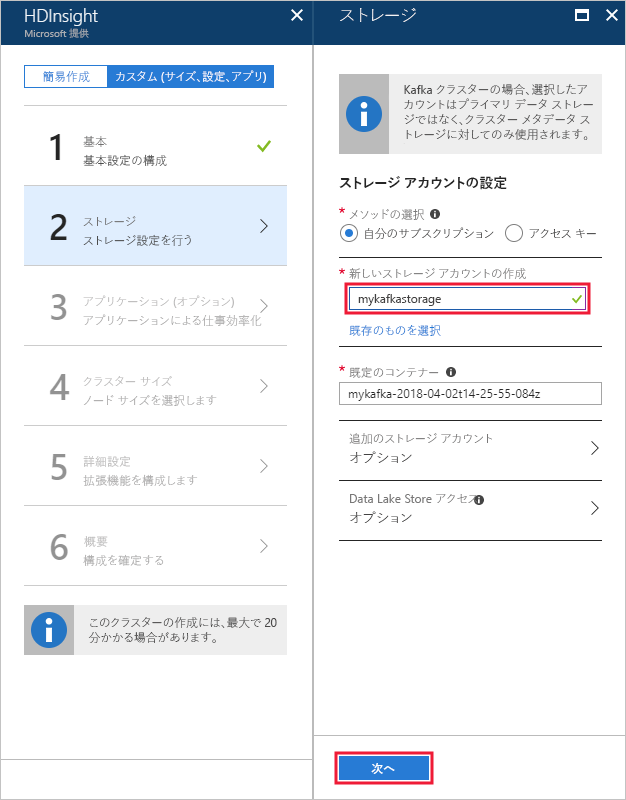 HDInsight
Microsoft 提供
簡易作成
カスタム (サイズ、設定、アプリ)
1
基本
基本設定の構成
2
ストレージ
ストレージ設定を行う
3
アプリケーション (オプション)
アプリケーションによる仕事効率化
4
クラスター サイズ
ノード サイズを選択します
5
詳細設定
拡張機能を構成します
6
概要
構成を確定する
このクラスターの作成には、最大で 20
分かかる場合があります。
ストレージ
Kafka クラスターの場合、選択したア
カウントはプライマリ データ ストレー
ジではなく、クラスター メタデータ ス
トレージに対してのみ使用されます。
ストレージ アカウントの設定
* メソッドの選択
自分のサブスクリプション
アクセス キー
* 新しいストレージ アカウントの作成
mykafkastorage
既存のものを選択
* 既定のコンテナー
mykafka-2018-04-02t14-25-55-084z
追加のストレージ アカウント
オプション
Data Lake Store アクセス
オプション
次へ